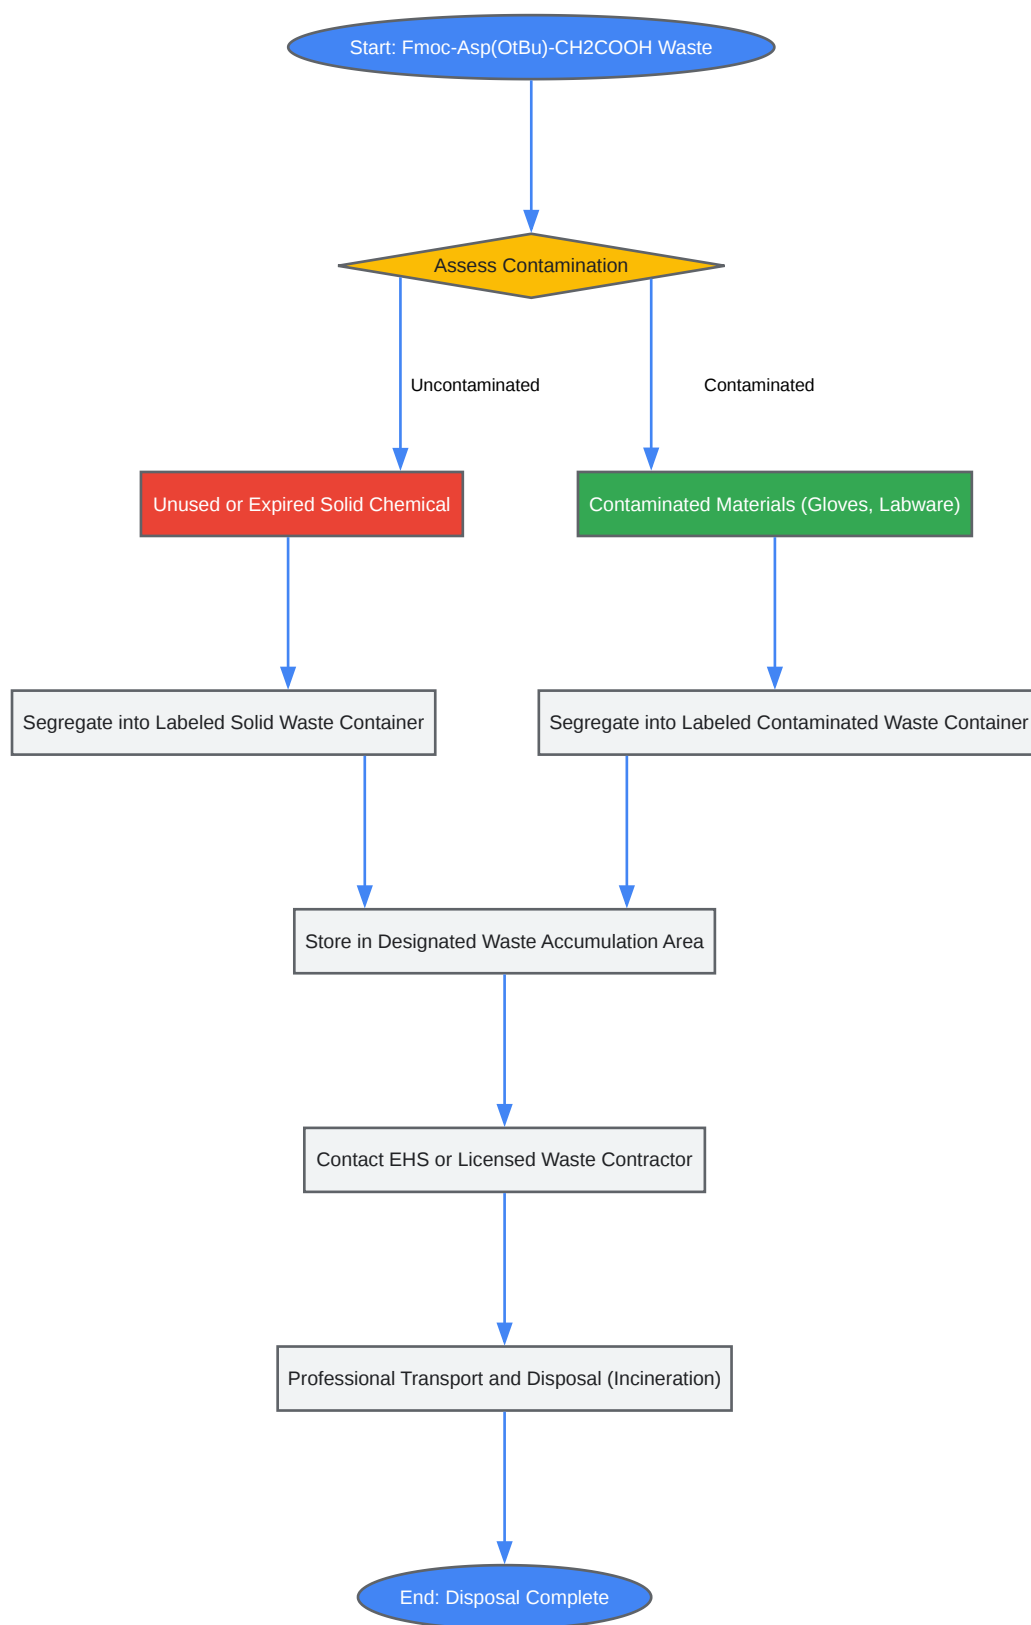 Start: Fmoc-Asp(OtBu)-CH2COOH Waste
Assess Contamination
Uncontaminated
Contaminated
Unused or Expired Solid Chemical
Contaminated Materials (Gloves, Labware)
Segregate into Labeled Solid Waste Container
Segregate into Labeled Contaminated Waste Container
Store in Designated Waste Accumulation Area
Contact EHS or Licensed Waste Contractor
Professional Transport and Disposal (Incineration)
End: Disposal Complete